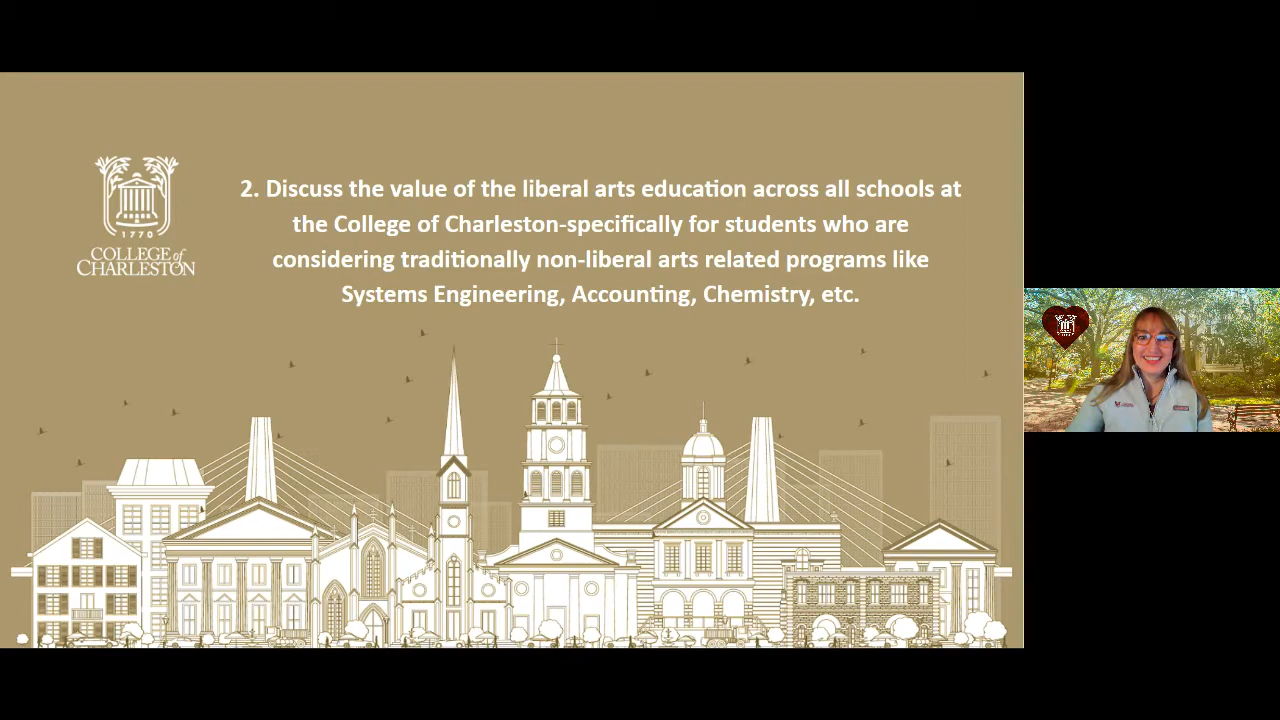 1770
COLLEGE of
CHARLESTON
2. Discuss the value of the liberal arts education across all schools at
the College of Charleston-specifically for students who are
considering traditionally non-liberal arts related programs like
Systems Engineering, Accounting, Chemistry, etc.